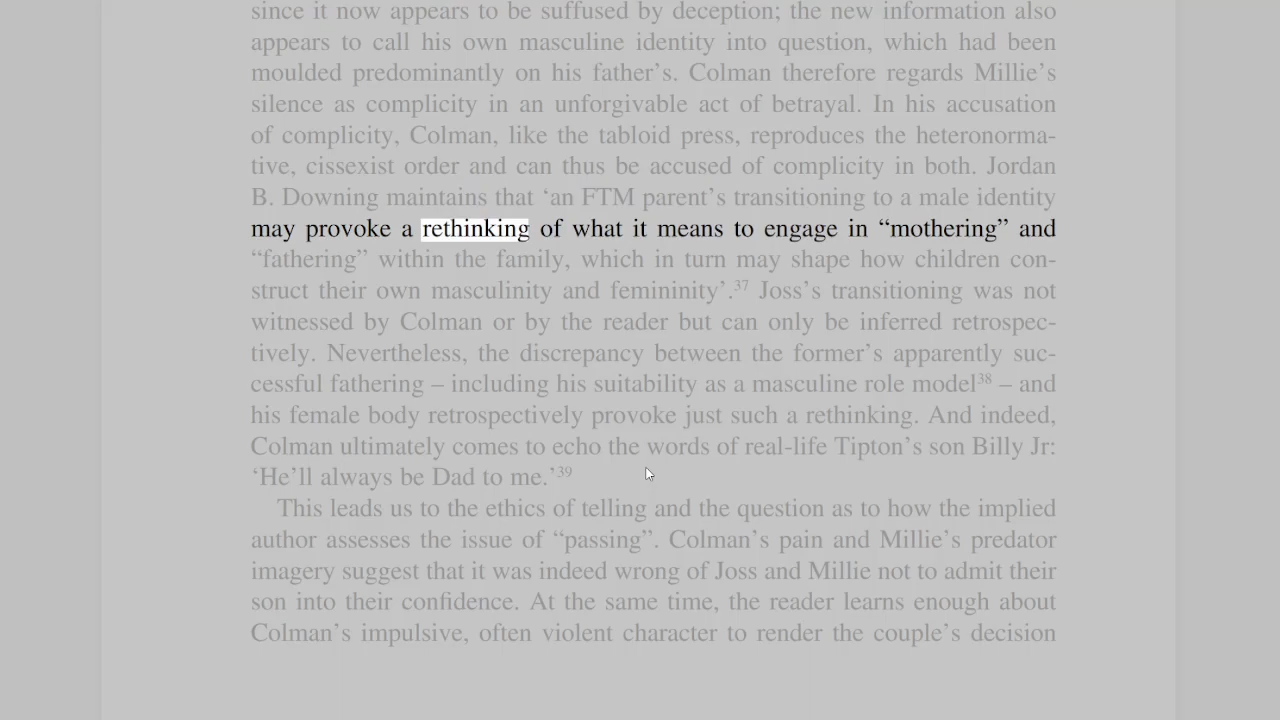 since it now appears to be suffused by deception; the new information also
appears to call his own masculine identity into question, which had been
moulded predominantly on his father’s. Colman therefore regards Millie’s
silence as complicity in an unforgivable act of betrayal. In his accusation
of complicity, Colman, like the tabloid press, reproduces the heteronorma-
tive, cissexist order and can thus be accused of complicity in both. Jordan
B. Downing maintains that ‘an FTM parent’s transitioning to a male identity
may provoke a rethinking of what it means to engage in “mothering” and
“fathering” within the family, which in turn may shape how children con-
struct their own masculinity and femininity’.³⁷ Joss’s transitioning was not
witnessed by Colman or by the reader but can only be inferred retrospec-
tively. Nevertheless, the discrepancy between the former’s apparently suc-
cessful fathering – including his suitability as a masculine role model³⁸ – and
his female body retrospectively provoke just such a rethinking. And indeed,
Colman ultimately comes to echo the words of real-life Tipton’s son Billy Jr:
‘He’ll always be Dad to me.’³⁹
This leads us to the ethics of telling and the question as to how the implied
author assesses the issue of “passing”. Colman’s pain and Millie’s predator
imagery suggest that it was indeed wrong of Joss and Millie not to admit their
son into their confidence. At the same time, the reader learns enough about
Colman’s impulsive, often violent character to render the couple’s decision